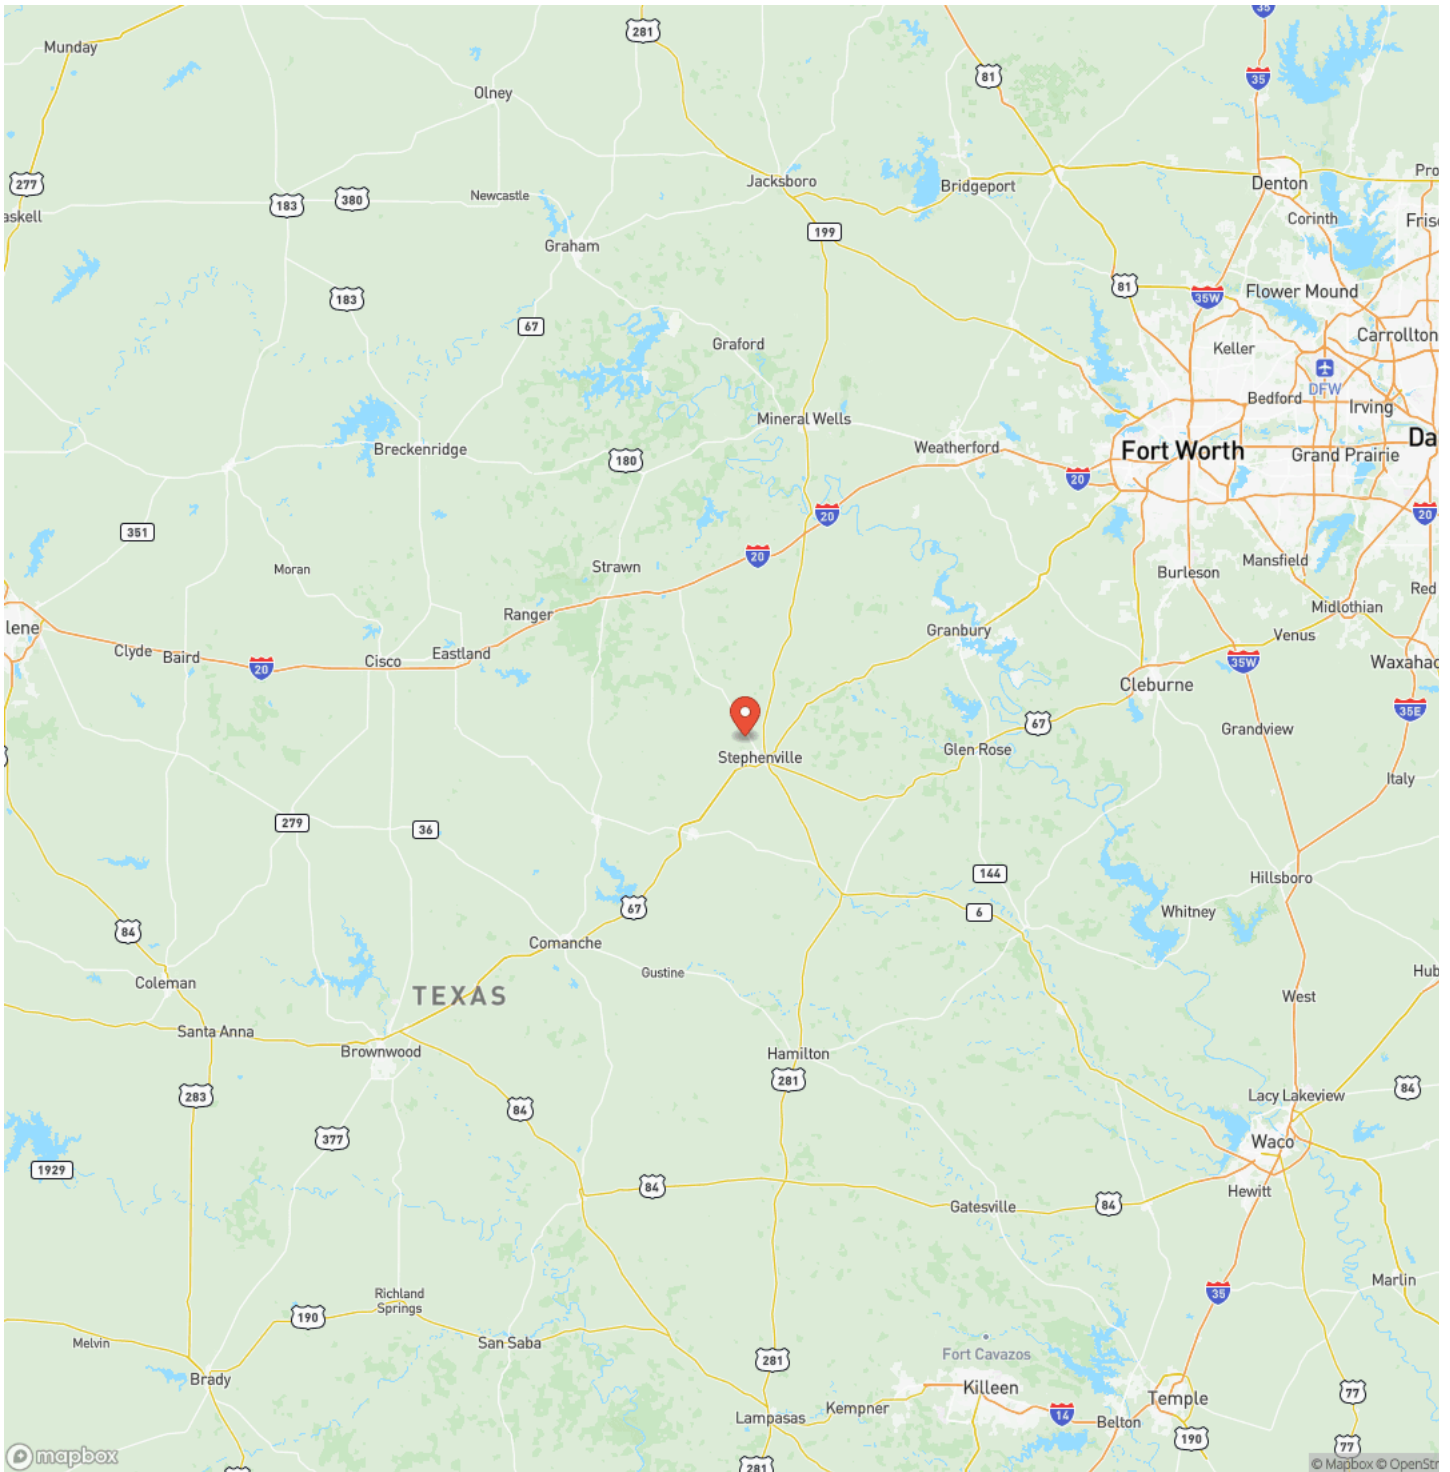 281
35
Munday
81
35
Olney
277
183
380
Newcastle
Jacksboro
Bridgeport
Denton
Pro
askell
199
Corinth
Frisc
Graham
183
81
35W
Flower Mound
67
Graford
Keller
Carrollton
DFW
Mineral Wells
Bedford
Irving
Breckenridge
180
Weatherford
Fort Worth
Grand Prairie
Da
20
20
20
351
20
Moran
Strawn
Burleson
Mansfield
Red
Ranger
Midlothian
lene
Clyde
Baird
20
Cisco
Eastland
Granbury
Venus
35W
Waxahac
Cleburne
35E
67
Grandview
Stephenville
Glen Rose
Italy
279
36
144
Hillsboro
84
67
6
Whitney
Comanche
Gustine
Coleman
TEXAS
Hub
West
Santa Anna
Brownwood
Hamilton
281
283
84
84
Lacy Lakeview
377
Waco
1929
84
Hewitt
Gatesville
84
35
Marlin
Richland
Springs
190
Melvin
San Saba
281
Fort Cavazos
Brady
Killeen
77
Temple
Kempner
Lampasas
14
Belton
190
77
281
mapbox
© Mapbox © OpenStr